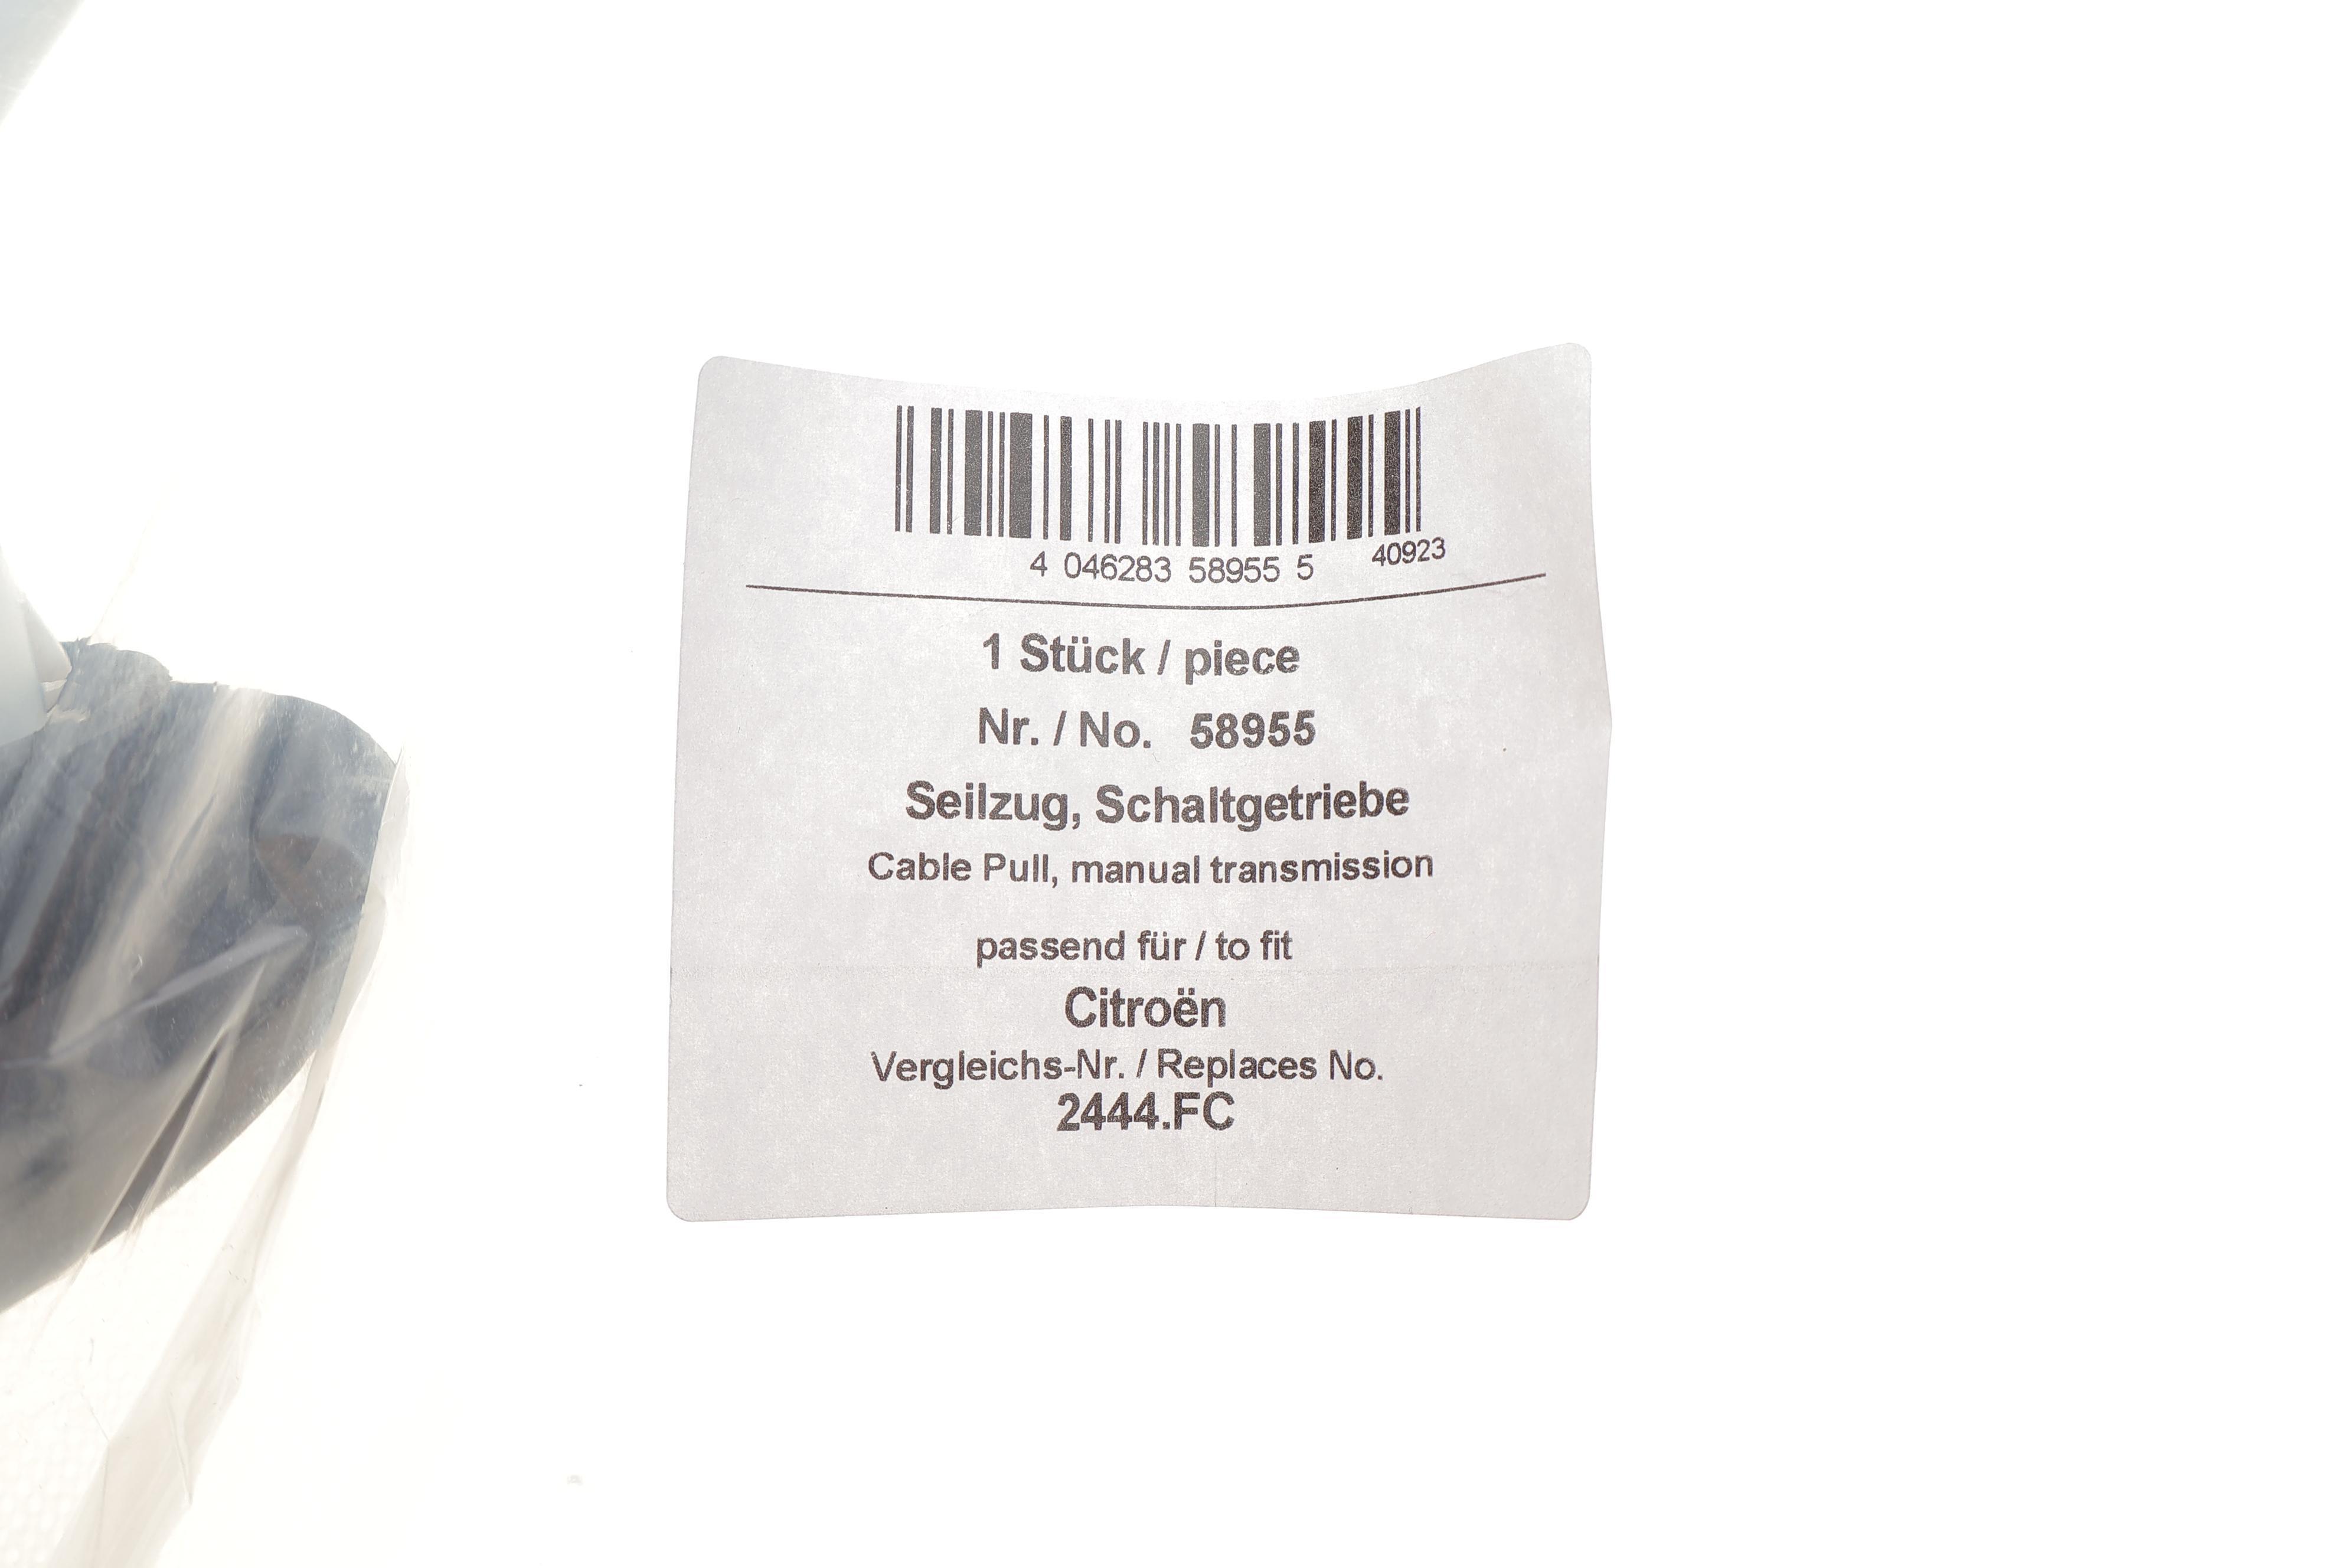 4 046283 58955 5 40923
1 Stück / piece
Nr. / No. 58955
Seilzug, Schaltgetriebe
Cable Pull, manual transmission
passend für / to fit
Citroën
Vergleichs-Nr. / Replaces No.
2444.FC